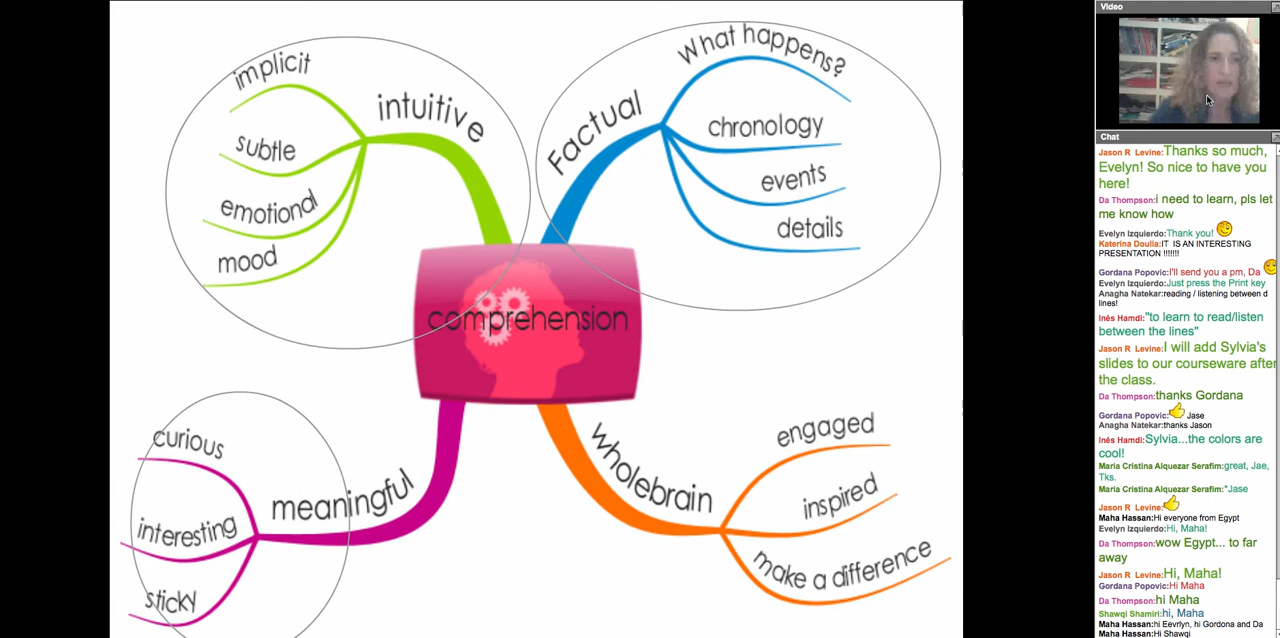 implicit
intuitive
subtle
emotional
mood
Factual
What happens?
chronology
events
details
comprehension
curious
meaningful
interesting
sticky
wholebrain
engaged
inspired
make a difference
Video
Chat
Jason R Levine:Thanks so much,
Evelyn! So nice to have you
here!
Da Thompson:i need to learn, pls let
me know how
Evelyn Izquierdo:Thank you!
Katerina Doulia:IT IS AN INTERESTING
PRESENTATION !!!!!!!
Gordana Popovic:I'll send you a pm, Da
Evelyn Izquierdo:Just press the Print key
Anagha Natekar:reading / listening between d
lines!
Inés Hamdi:"to learn to read/listen
between the lines"
Jason R Levine:I will add Sylvia's
slides to our courseware after
the class.
Da Thompson:thanks Gordana
Gordana Popovic: Jase
Anagha Natekar:thanks Jason
Inés Hamdi:Sylvia...the colors are
cool!
Maria Cristina Alquezar Serafim:great, Jae,
Tks.
Maria Cristina Alquezar Serafim:*Jase
Jason R Levine:
Maha Hassan:Hi everyone from Egypt
Evelyn Izquierdo:Hi, Maha!
Da Thompson:wow Egypt... to far
away
Jason R Levine:Hi, Maha!
Gordana Popovic:Hi Maha
Da Thompson:hi Maha
Shawqi Shamiri:hi, Maha
Maha Hassan:hi Eevrlyn, hi Gordona and Da
Maha Hassan:Hi Shawqi